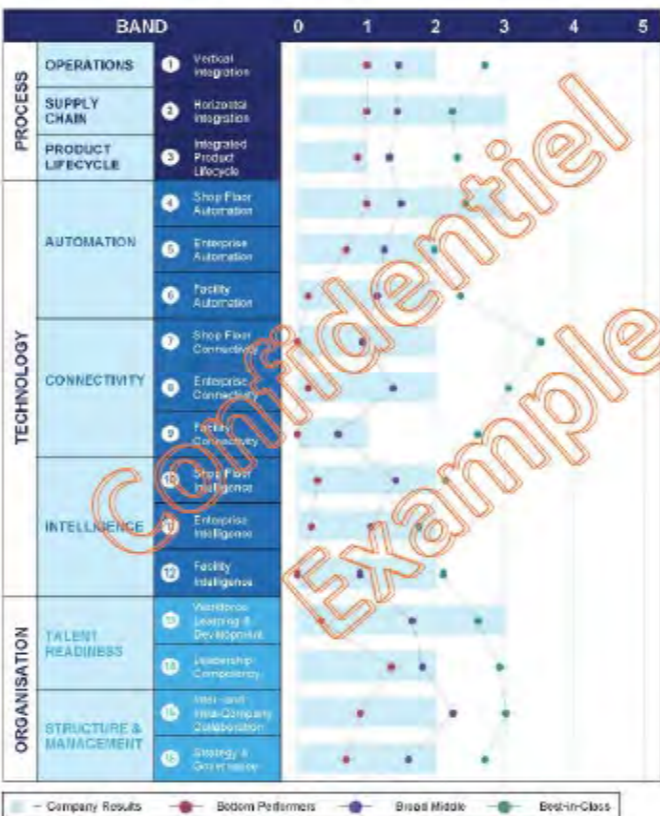 BAND 0 1 2 3 4 5
PROCESS
OPERATIONS
1 Vertical
Integration
SUPPLY
CHAIN
2 Horizontal
Integration
PRODUCT
LIFECYCLE
3 Integrated
Product
Lifecycle
TECHNOLOGY
AUTOMATION
4 Shop Floor
Automation
5 Enterprise
Automation
6 Facility
Automation
CONNECTIVITY
7 Shop Floor
Connectivity
8 Enterprise
Connectivity
9 Facility
Connectivity
INTELLIGENCE
10 Shop Floor
Intelligence
11 Enterprise
Intelligence
12 Facility
Intelligence
ORGANISATION
TALENT
READINESS
13 Workforce
Learning &
Development
14 Leadership
Competency
STRUCTURE &
MANAGEMENT
15 Inter- and
Intra-Company
Collaboration
16 Strategy &
Governance
Confidentiel
Example
– Company Results Bottom Performers Broad Middle Best-in-Class